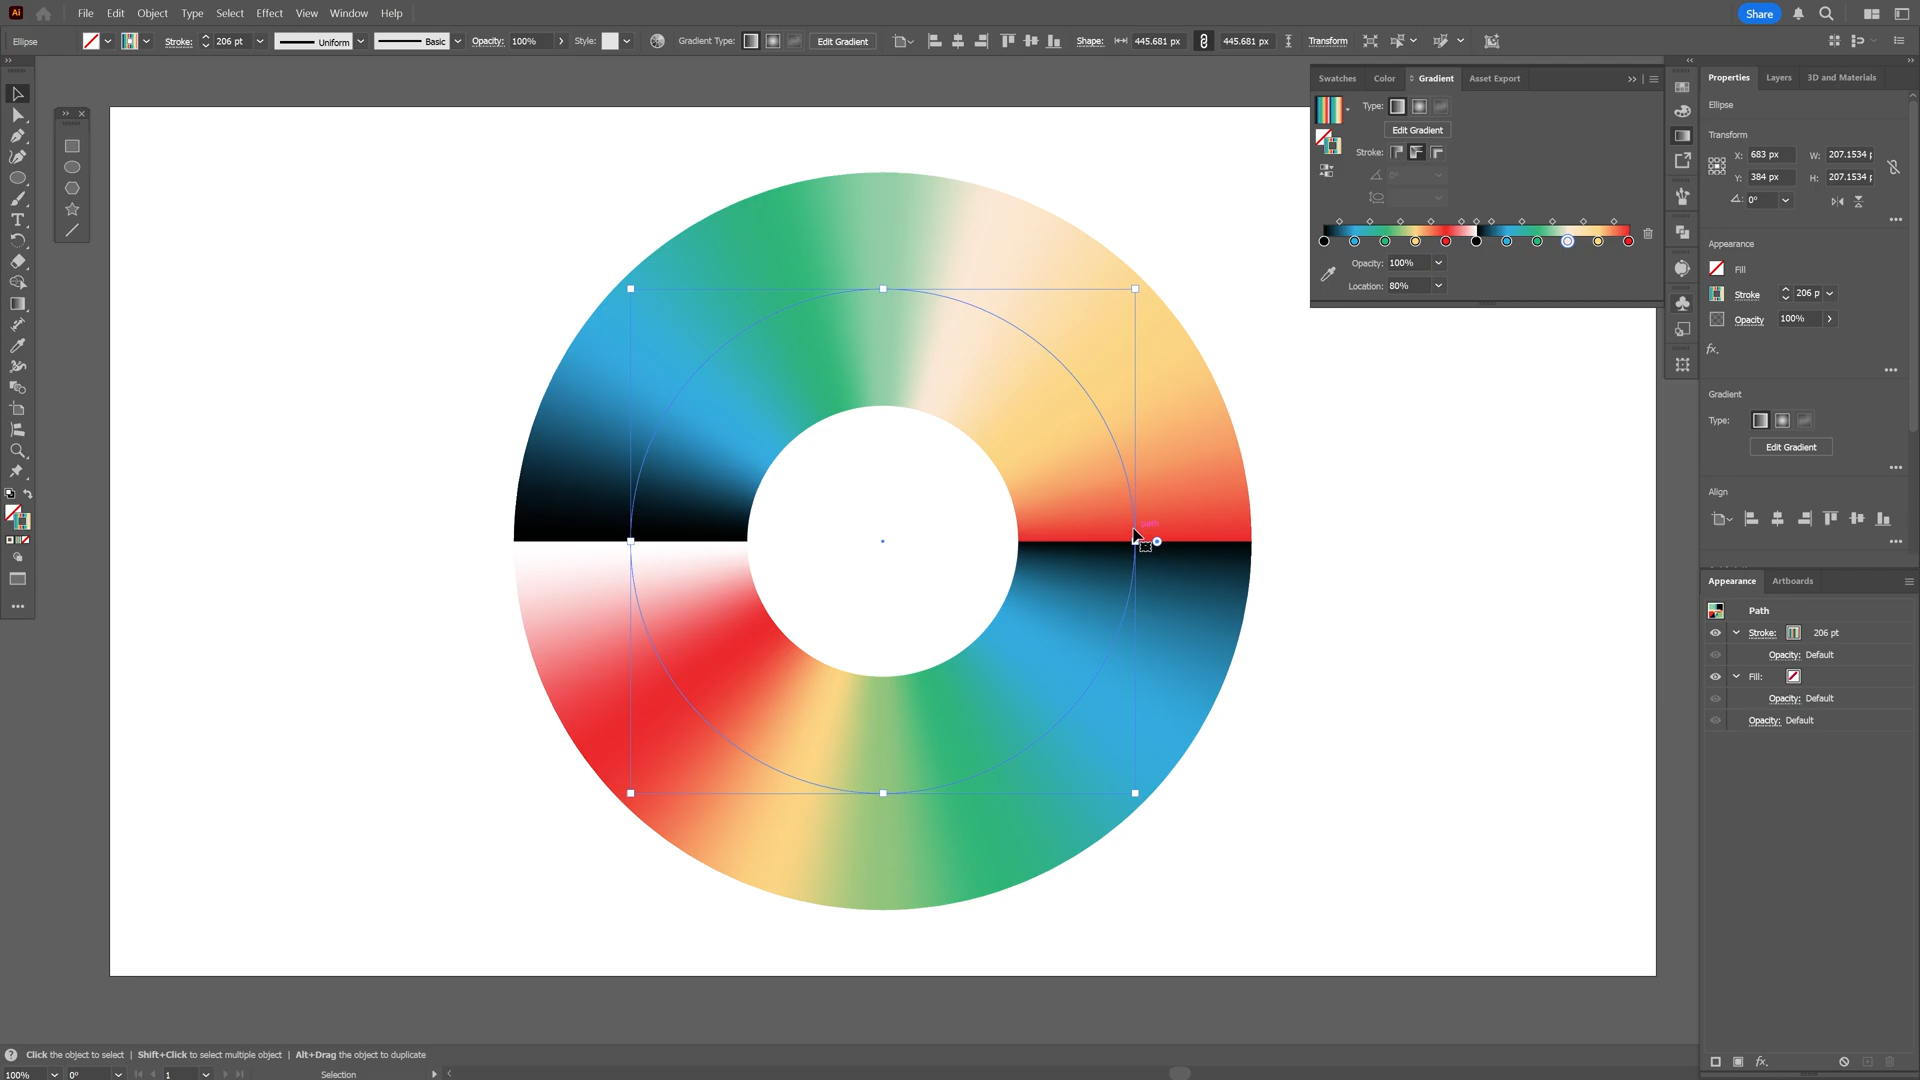 Ai File Edit Object Type Select Effect View Window Help Share
Ellipse Stroke: 206 pt Uniform Basic Opacity: 100% Style: Gradient Type: Edit Gradient Shape: 445.681 px 445.681 px Transform
Swatches Color Gradient Asset Export
Type:
Edit Gradient
Stroke:
0°
Opacity: 100%
Location: 80%
path
Properties Layers 3D and Materials
Ellipse
Transform
X: 683 px W: 207.1534
Y: 384 px H: 207.1534
0°
Appearance
Fill
Stroke 206 p
Opacity 100%
fx.
Gradient
Type:
Edit Gradient
Align
Appearance Artboards
Path
Stroke: 206 pt
Opacity: Default
Fill:
Opacity: Default
Opacity: Default
fx.
Click the object to select | Shift+Click to select multiple object | Alt+Drag the object to duplicate
100% 0° 1 Selection